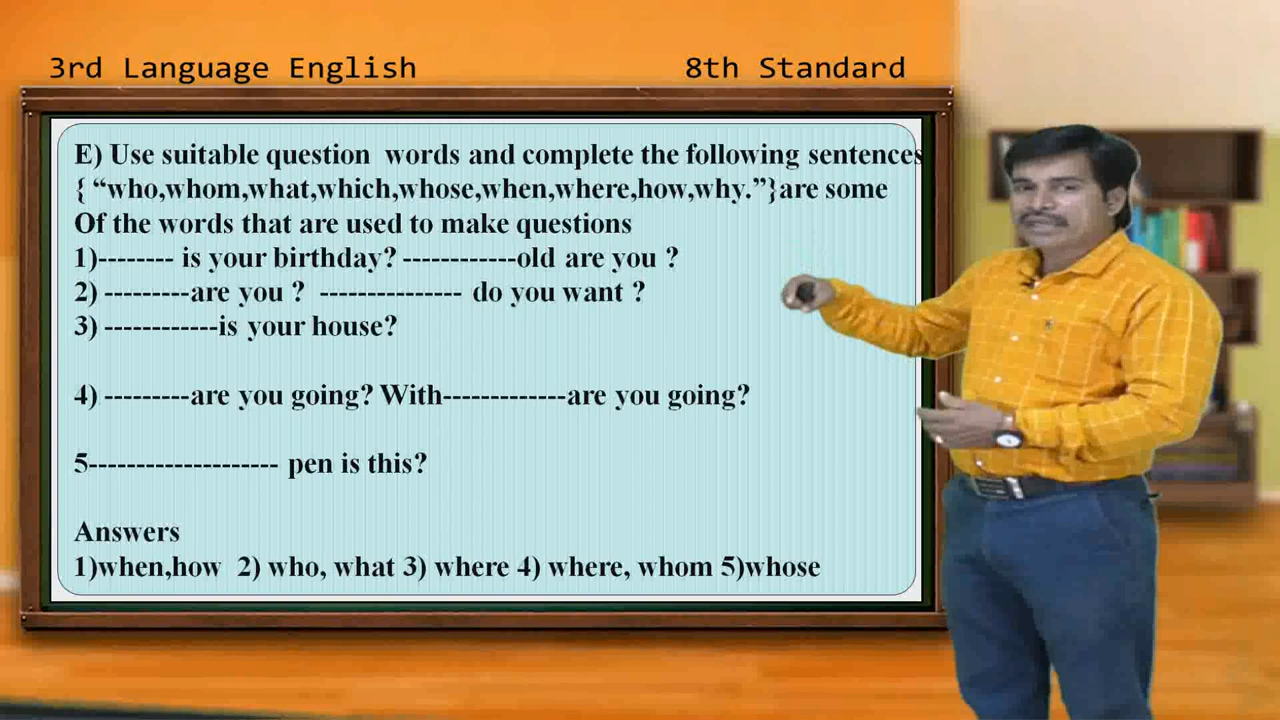 3rd Language English 8th Standard
E) Use suitable question words and complete the following sentences
{ “who,whom,what,which,whose,when,where,how,why.”}are some
Of the words that are used to make questions
1)-------- is your birthday? ------------old are you ?
2) ---------are you ? --------------- do you want ?
3) ------------is your house?
4) ---------are you going? With-------------are you going?
5-------------------- pen is this?
Answers
1)when,how 2) who, what 3) where 4) where, whom 5)whose